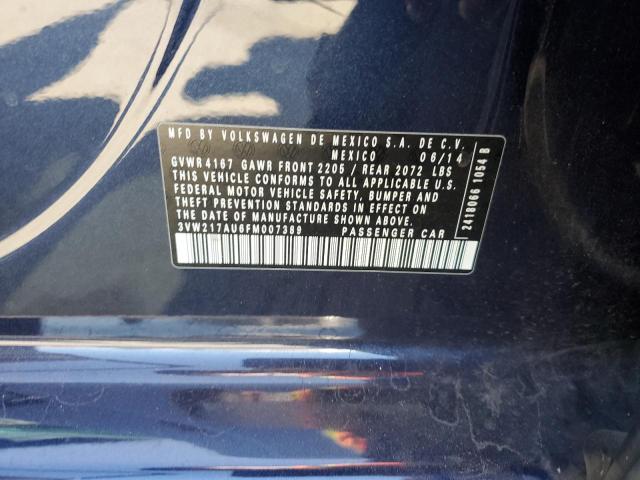 MFD BY VOLKSWAGEN DE MEXICO S.A. DE C.V.
MEXICO 06/14
GVWR 4167 GAWR FRONT 2205 / REAR 2072 LBS
THIS VEHICLE CONFORMS TO ALL APPLICABLE U.S.
FEDERAL MOTOR VEHICLE SAFETY, BUMPER AND
THEFT PREVENTION STANDARDS IN EFFECT ON
THE DATE OF MANUFACTURE SHOWN ABOVE.
3VW217AU6FM007389 PASSENGER CAR
241B066 1054 B